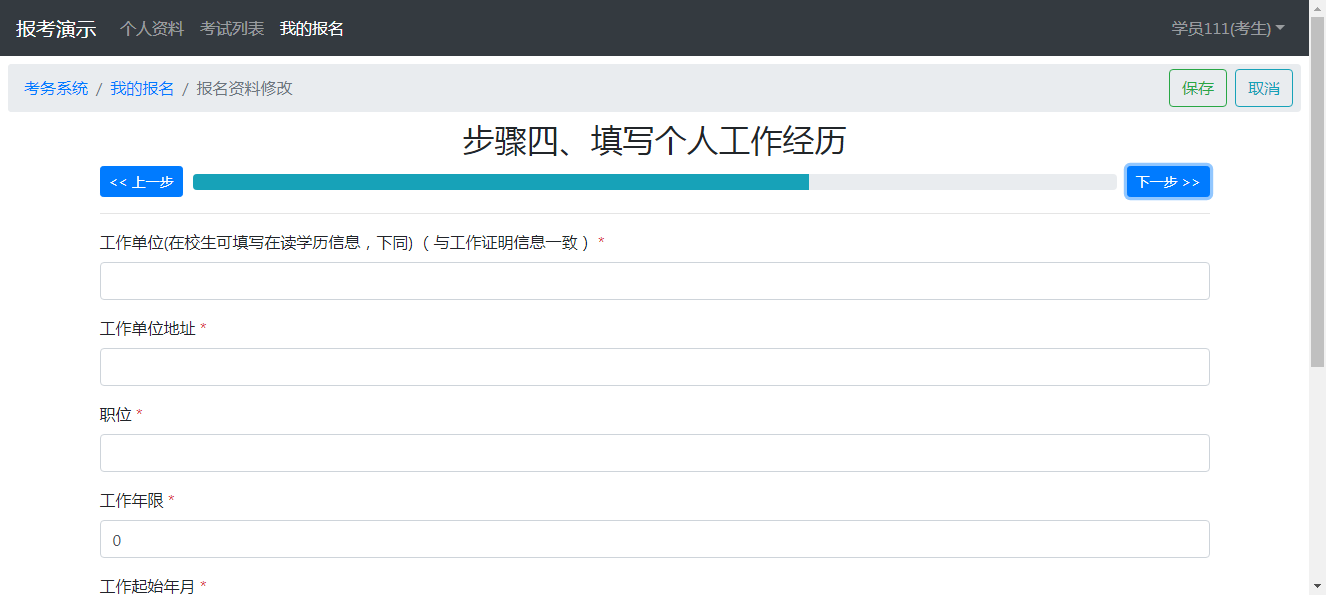 报考演示 个人资料 考试列表 我的报名 学员111(考生)
考务系统 / 我的报名 / 报名资料修改 保存 取消
步骤四、填写个人工作经历
<< 上一步 下一步 >>
工作单位(在校生可填写在读学历信息，下同)（与工作证明信息一致） *
工作单位地址 *
职位 *
工作年限 *
0
工作起始年月 *